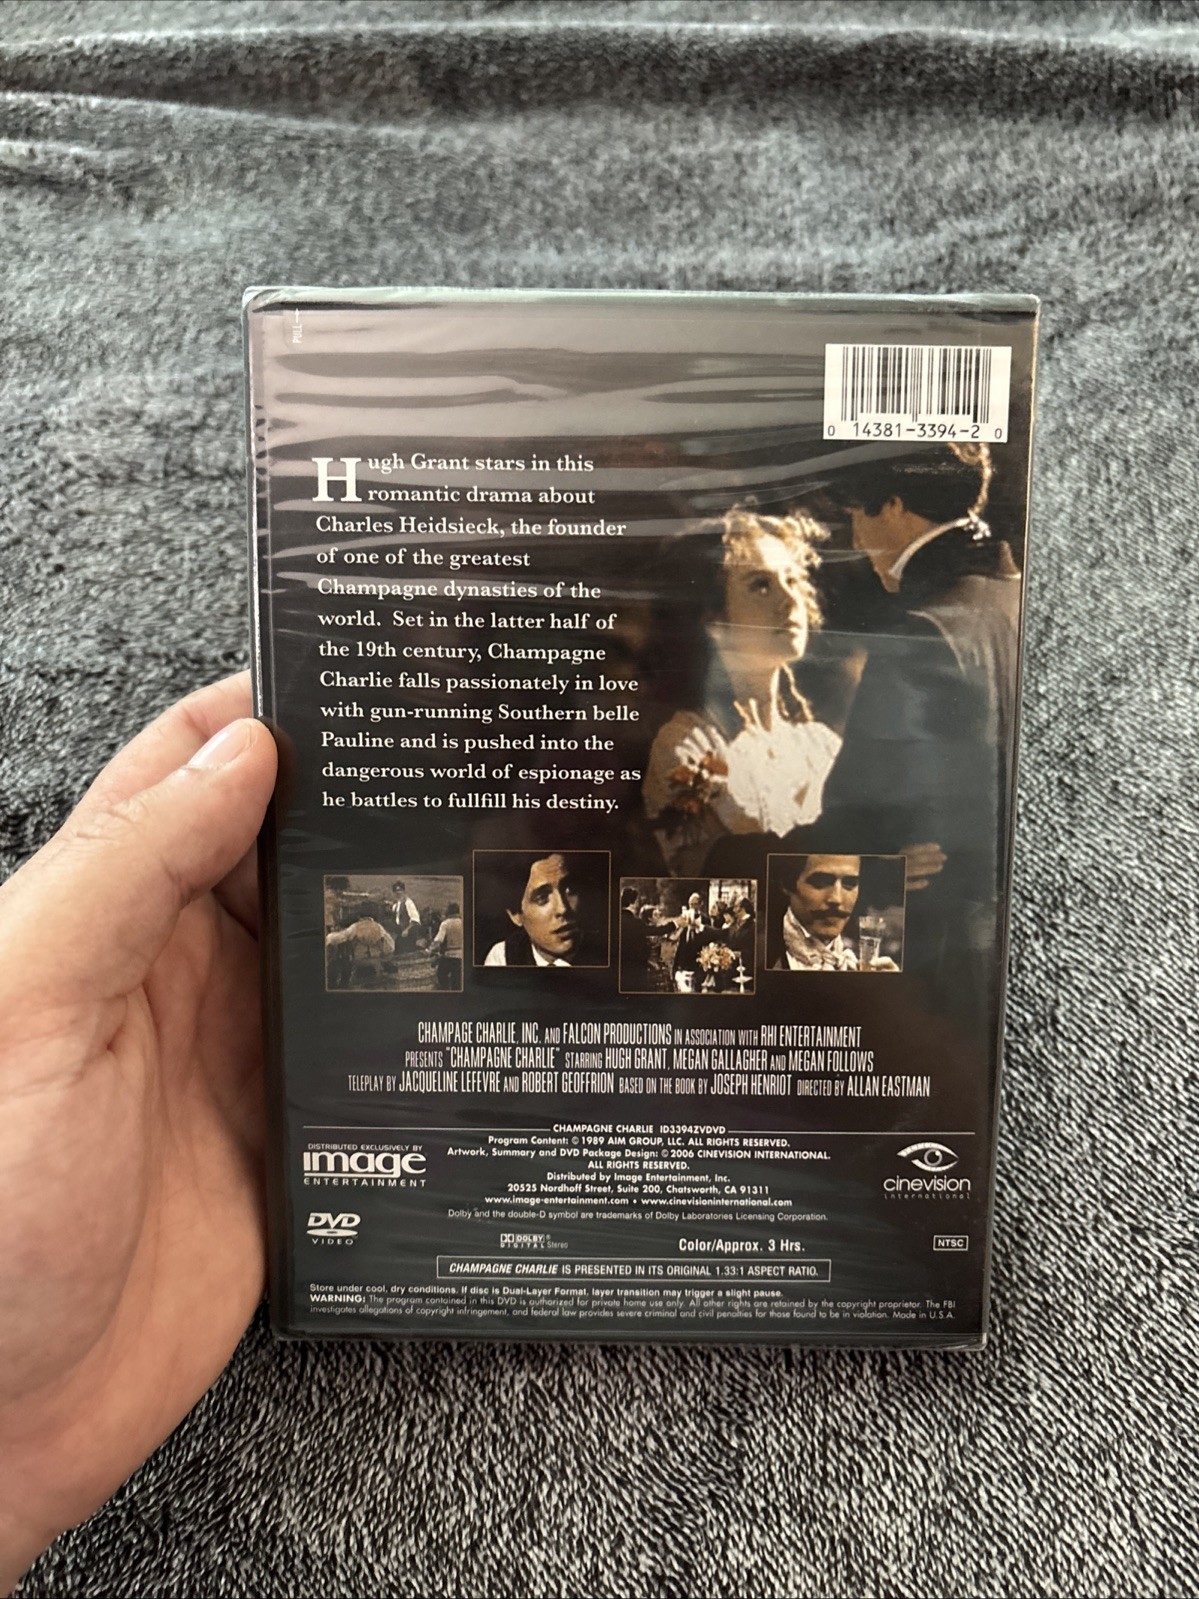 PULL
0 14381-3394-2 0
Hugh Grant stars in this
romantic drama about
Charles Heidsieck, the founder
of one of the greatest
Champagne dynasties of the
world. Set in the latter half of
the 19th century, Champagne
Charlie falls passionately in love
with gun-running Southern belle
Pauline and is pushed into the
dangerous world of espionage as
he battles to fullfill his destiny.
CHAMPAGE CHARLIE, INC. AND FALCON PRODUCTIONS IN ASSOCIATION WITH RHI ENTERTAINMENT
PRESENTS "CHAMPAGNE CHARLIE" STARRING HUGH GRANT, MEGAN GALLAGHER AND MEGAN FOLLOWS
TELEPLAY BY JACQUELINE LEFEVRE AND ROBERT GEOFFRION BASED ON THE BOOK BY JOSEPH HENRIOT DIRECTED BY ALLAN EASTMAN
CHAMPAGNE CHARLIE ID3394ZVDVD
Program Content: © 1989 AIM GROUP, LLC. ALL RIGHTS RESERVED.
Artwork, Summary and DVD Package Design: © 2006 CINEVISION INTERNATIONAL.
ALL RIGHTS RESERVED.
Distributed by Image Entertainment, Inc.
20525 Nordhoff Street, Suite 200, Chatsworth, CA 91311
www.image-entertainment.com • www.cinevisioninternational.com
Dolby and the double-D symbol are trademarks of Dolby Laboratories Licensing Corporation.
DISTRIBUTED EXCLUSIVELY BY
image
ENTERTAINMENT
cinevision
international
DVD
VIDEO
DOLBY®
DIGITAL Stereo
Color/Approx. 3 Hrs.
NTSC
CHAMPAGNE CHARLIE IS PRESENTED IN ITS ORIGINAL 1.33:1 ASPECT RATIO.
Store under cool, dry conditions. If disc is Dual-Layer Format, layer transition may trigger a slight pause.
WARNING: The program contained in this DVD is authorized for private home use only. All other rights are retained by the copyright proprietor. The FBI
investigates allegations of copyright infringement, and federal law provides severe criminal and civil penalties for those found to be in violation. Made in U.S.A.